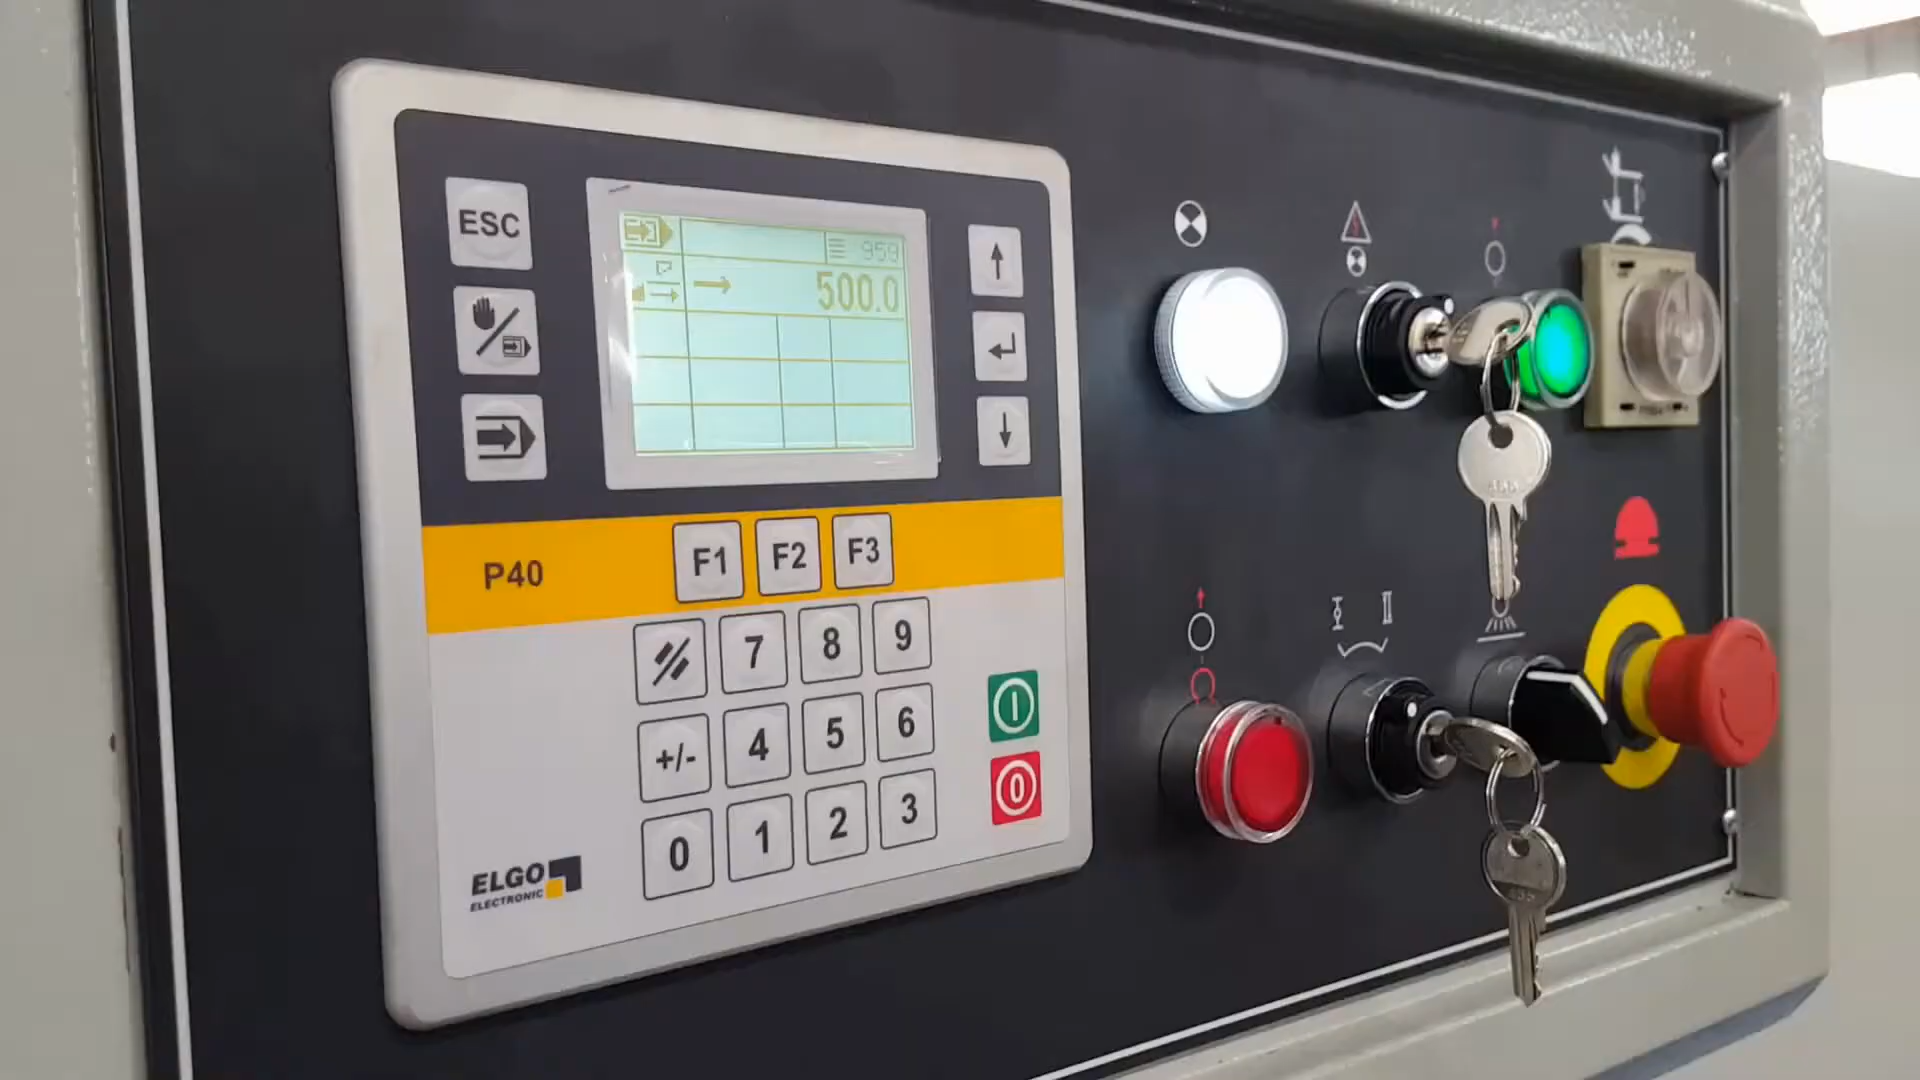 ESC
959
500.0
P40
F1 F2 F3
7 8 9
+/- 4 5 6
0 1 2 3
ELGO
ELECTRONIC